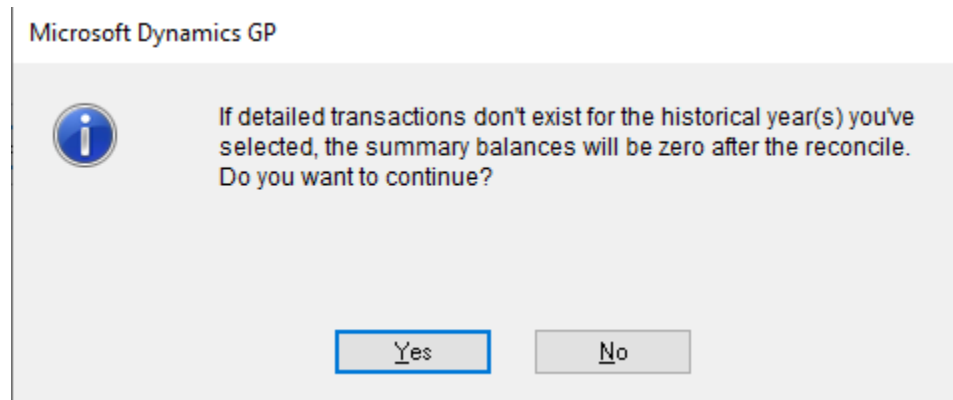 Microsoft Dynamics GP
If detailed transactions don't exist for the historical year(s) you've
selected, the summary balances will be zero after the reconcile.
Do you want to continue?
Yes
No